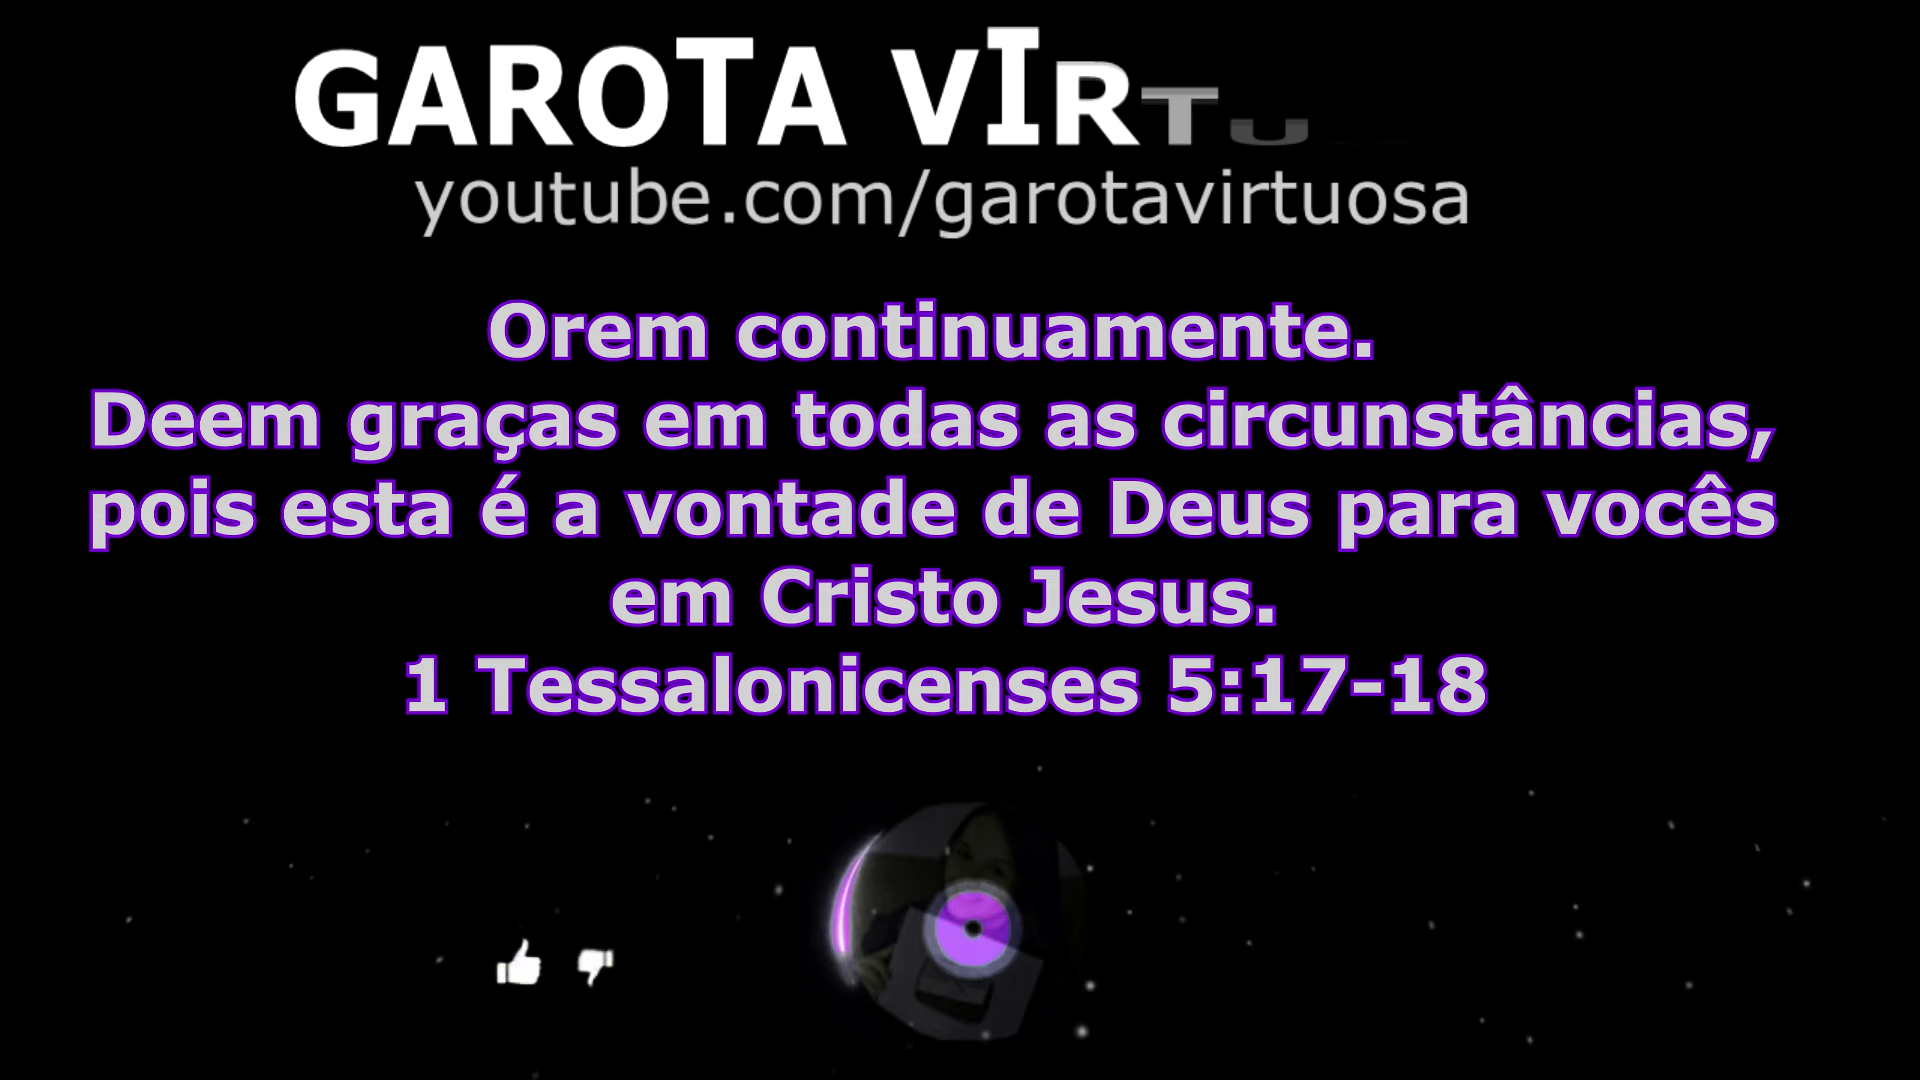 GAROTA VIRTU
youtube.com/garotavirtuosa
Orem continuamente.
Deem graças em todas as circunstâncias,
pois esta é a vontade de Deus para vocês
em Cristo Jesus.
1 Tessalonicenses 5:17-18